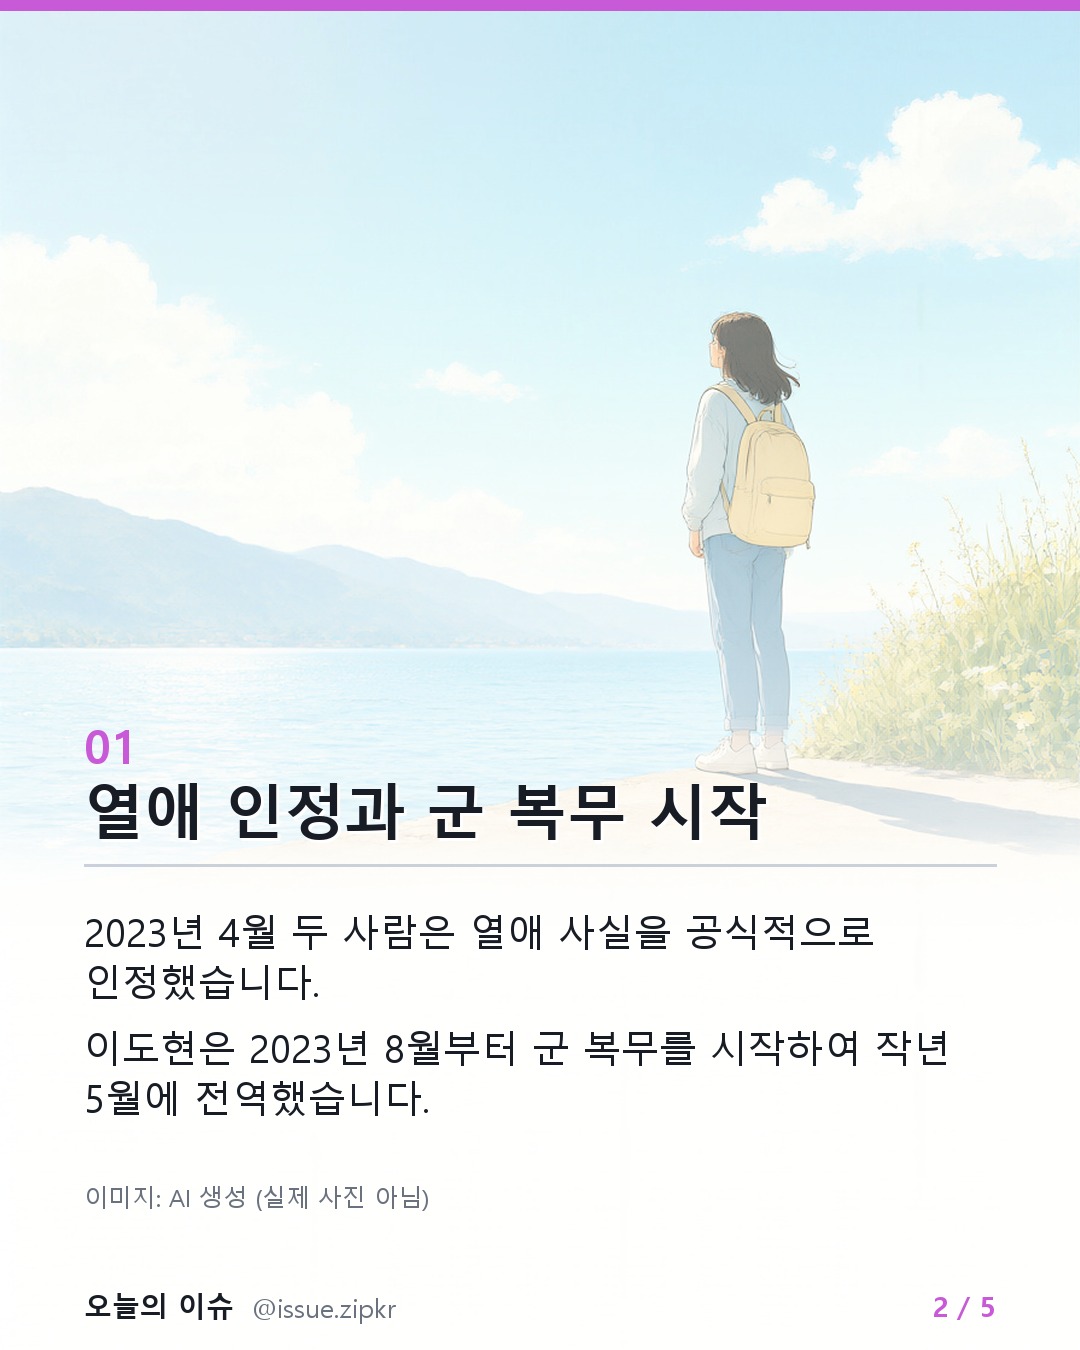 01
열애 인정과 군 복무 시작
2023년 4월 두 사람은 열애 사실을 공식적으로
인정했습니다.
이도현은 2023년 8월부터 군 복무를 시작하여 작년
5월에 전역했습니다.
이미지: AI 생성 (실제 사진 아님)
오늘의 이슈 @issue.zipkr
2 / 5